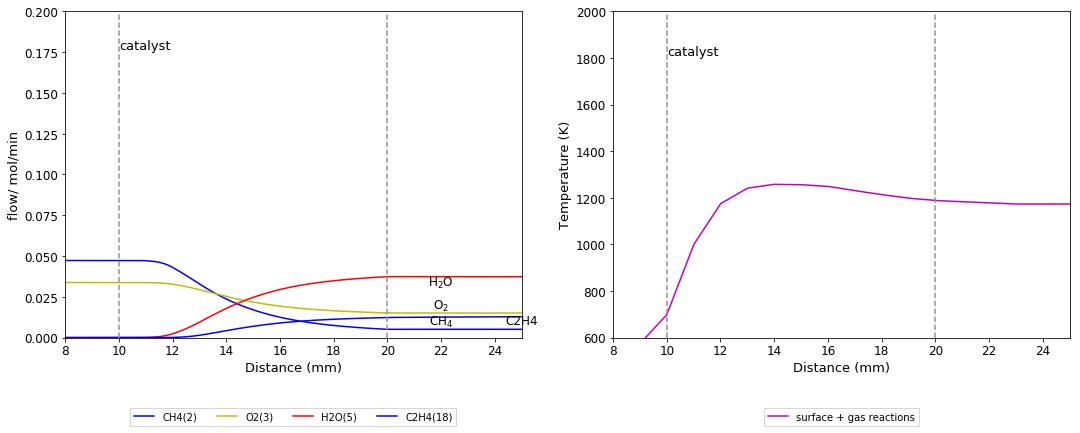 0.200
0.175
0.150
0.125
0.100
0.075
0.050
0.025
0.000
flow/ mol/min
catalyst
H₂O
O₂
CH₄
C2H4
8 10 12 14 16 18 20 22 24
Distance (mm)
CH4(2) O2(3) H2O(5) C2H4(18)
2000
1800
1600
1400
1200
1000
800
600
Temperature (K)
catalyst
8 10 12 14 16 18 20 22 24
Distance (mm)
surface + gas reactions